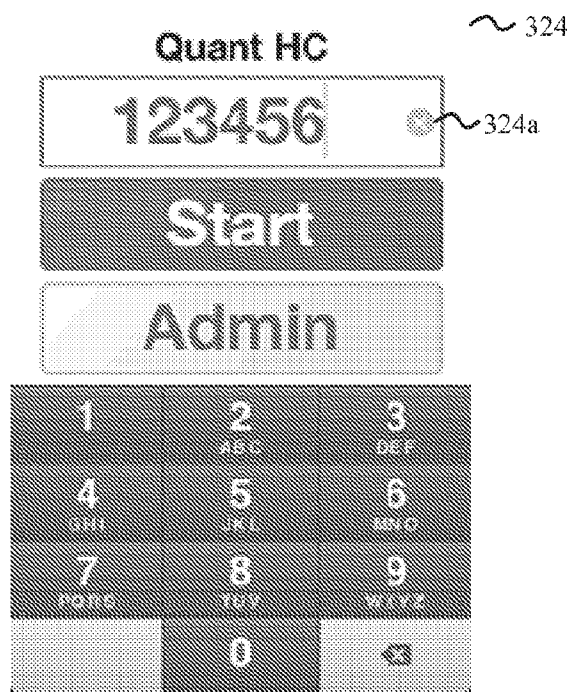 324
Quant HC
123456
324a
Start
Admin
1 2 3
ABC DEF
4 5 6
GHI JKL MNO
7 8 9
PQRS TUV WXYZ
0